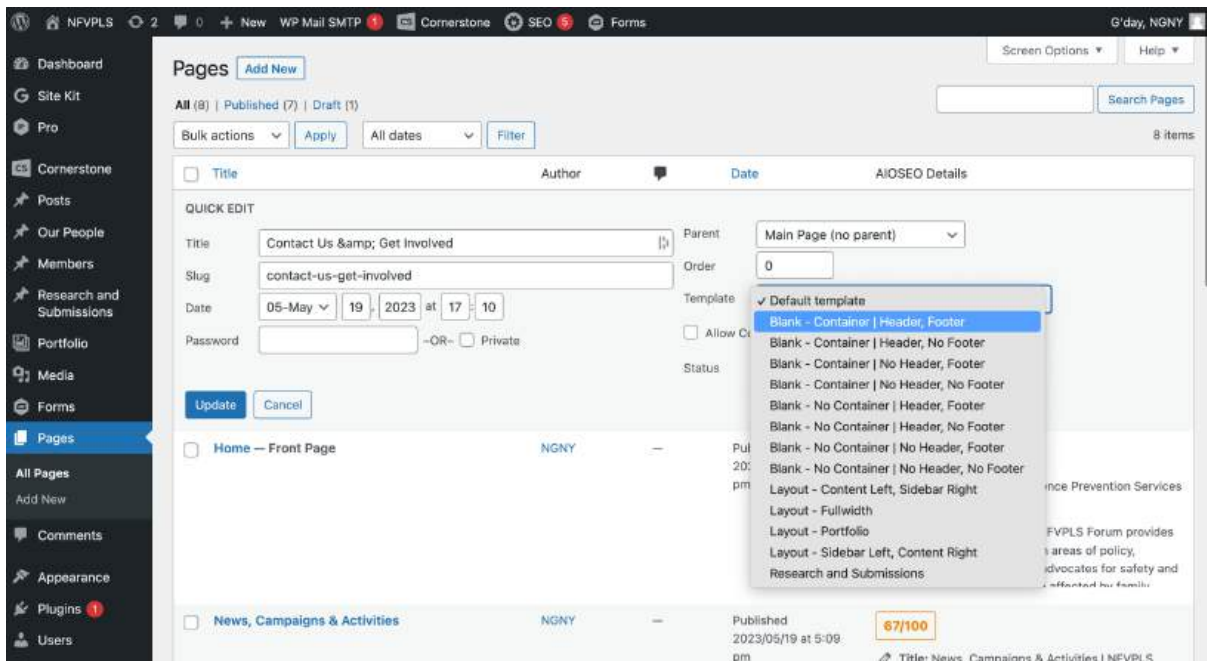 NFVPLS 2 0 + New WP Mail SMTP 1 CS Cornerstone SEO 5 Forms G'day, NGNY
Screen Options ▼ Help ▼
Dashboard
Site Kit
Pro
CS Cornerstone
Posts
Our People
Members
Research and
Submissions
Portfolio
Media
Forms
Pages
All Pages
Add New
Comments
Appearance
Plugins 1
Users
Pages Add New
All (8) | Published (7) | Draft (1)
Search Pages
Bulk actions Apply All dates Filter 8 items
Title Author Date AIOSEO Details
QUICK EDIT
Title Contact Us &amp; Get Involved
Slug contact-us-get-involved
Date 05-May 19 , 2023 at 17 : 10
Password –OR– Private
Parent Main Page (no parent)
Order 0
Template
Allow
Status
✓ Default template
Blank - Container | Header, Footer
Blank - Container | Header, No Footer
Blank - Container | No Header, Footer
Blank - Container | No Header, No Footer
Blank - No Container | Header, Footer
Blank - No Container | Header, No Footer
Blank - No Container | No Header, Footer
Blank - No Container | No Header, No Footer
Layout - Content Left, Sidebar Right
Layout - Fullwidth
Layout - Portfolio
Layout - Sidebar Left, Content Right
Research and Submissions
Update Cancel
Home — Front Page NGNY —
pm
Prevention Services
Forum provides
areas of policy,
for safety and
affected by family
News, Campaigns & Activities NGNY — Published 67/100
2023/05/19 at 5:09
pm Title: News, Campaigns & Activities | NFVPLS